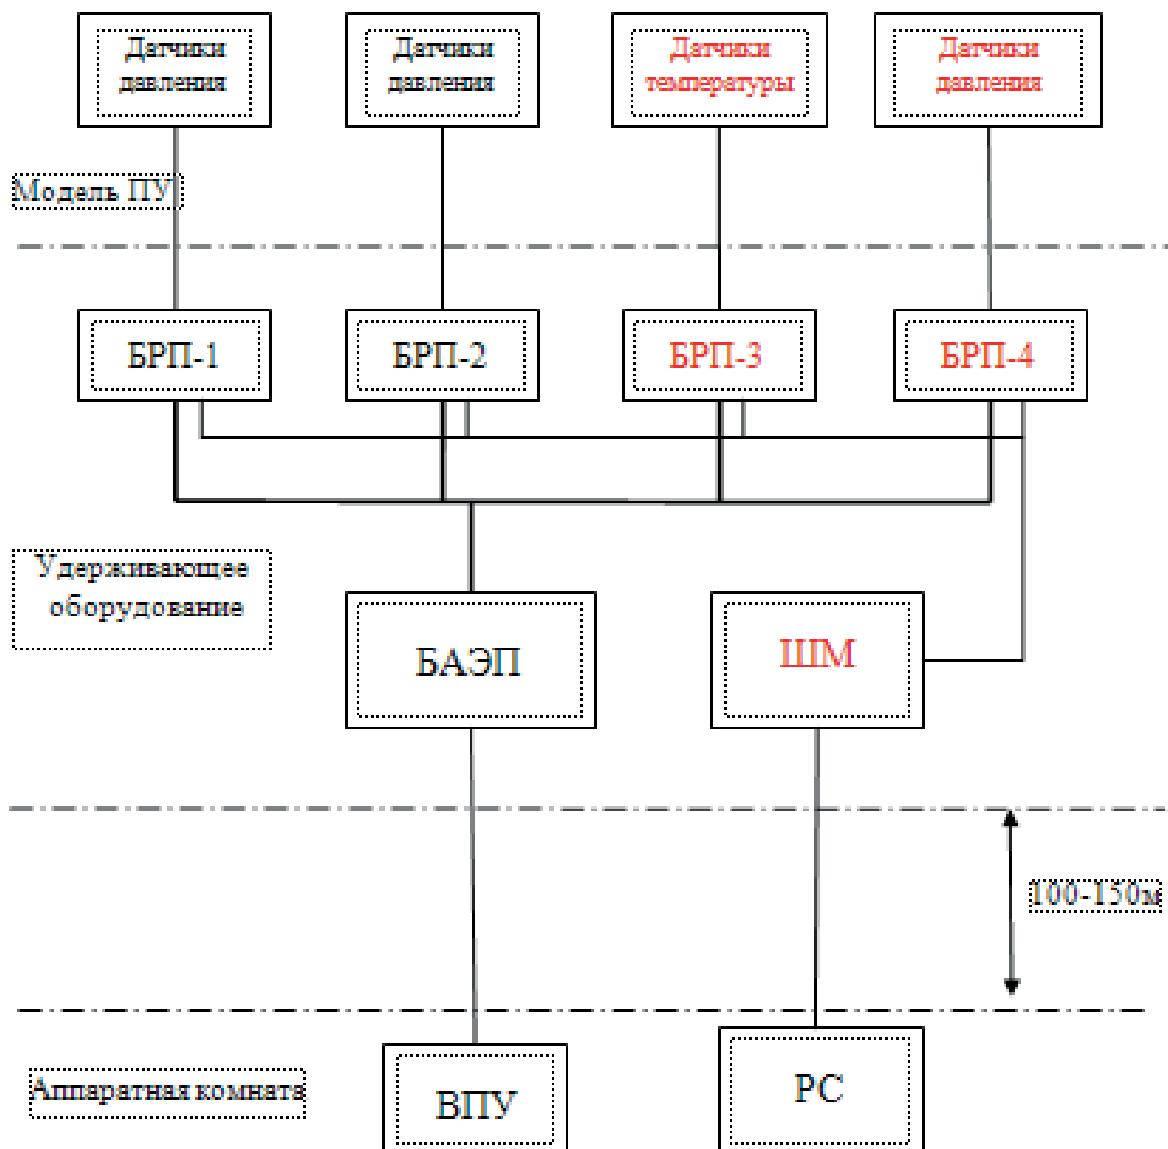 Датчики
давления
Датчики
давления
Датчики
температуры
Датчики
давления
Модель ПУ
БРП-1
БРП-2
БРП-3
БРП-4
Удерживающее
оборудование
БАЭП
ШМ
100-150м
Аппаратная комната
ВПУ
РС